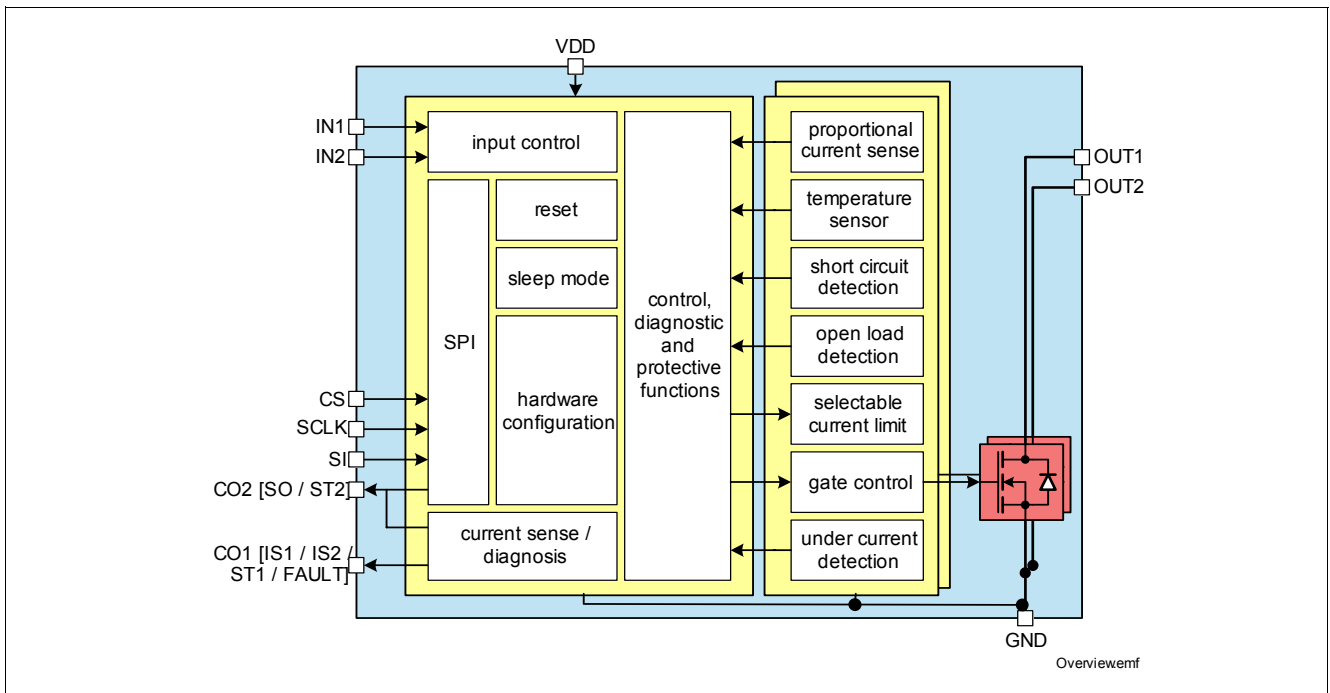 VDD
IN1
IN2
input control
SPI
reset
sleep mode
hardware
configuration
control,
diagnostic
and
protective
functions
current sense /
diagnosis
proportional
current sense
temperature
sensor
short circuit
detection
open load
detection
selectable
current limit
gate control
under current
detection
OUT1
OUT2
CS
SCLK
SI
CO2 [SO / ST2]
CO1 [IS1 / IS2 /
ST1 / FAULT]
GND
Overview.emf